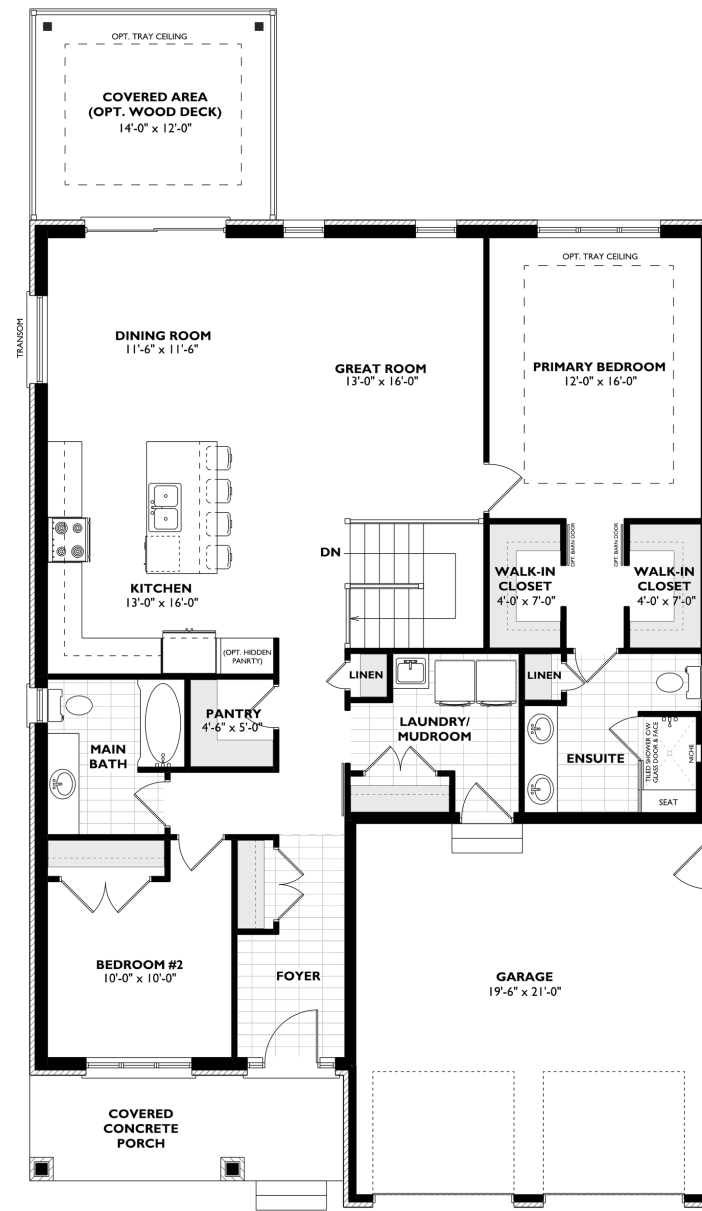 OPT. TRAY CEILING
COVERED AREA
(OPT. WOOD DECK)
14'-0" x 12'-0"
OPT. TRAY CEILING
TRANSOM
DINING ROOM
11'-6" x 11'-6"
GREAT ROOM
13'-0" x 16'-0"
PRIMARY BEDROOM
12'-0" x 16'-0"
DN
OPT. BARN DOOR
OPT. BARN DOOR
WALK-IN
CLOSET
4'-0' x 7'-0"
WALK-IN
CLOSET
4'-0' x 7'-0"
KITCHEN
13'-0" x 16'-0"
(OPT. HIDDEN
PANRTY)
LINEN
LINEN
PANTRY
4'-6" x 5'-0"
LAUNDRY/
MUDROOM
MAIN
BATH
ENSUITE
TILED SHOWER C/W
GLASS DOOR & FACE
NICHE
SEAT
BEDROOM #2
10'-0" x 10'-0"
FOYER
GARAGE
19'-6" x 21'-0"
COVERED
CONCRETE
PORCH